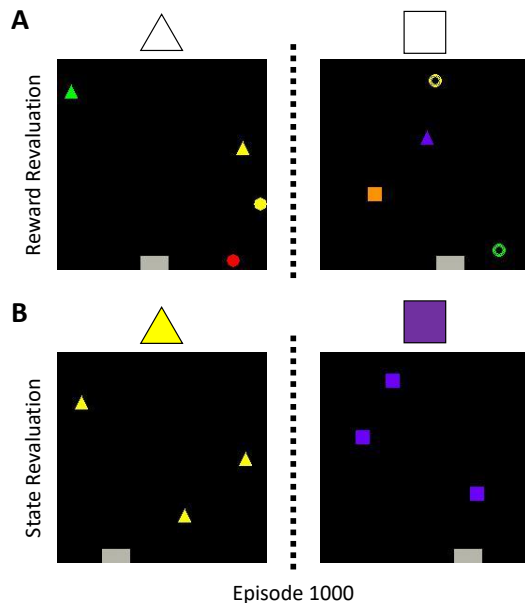 A
Reward Revaluation
B
State Revaluation
Episode 1000